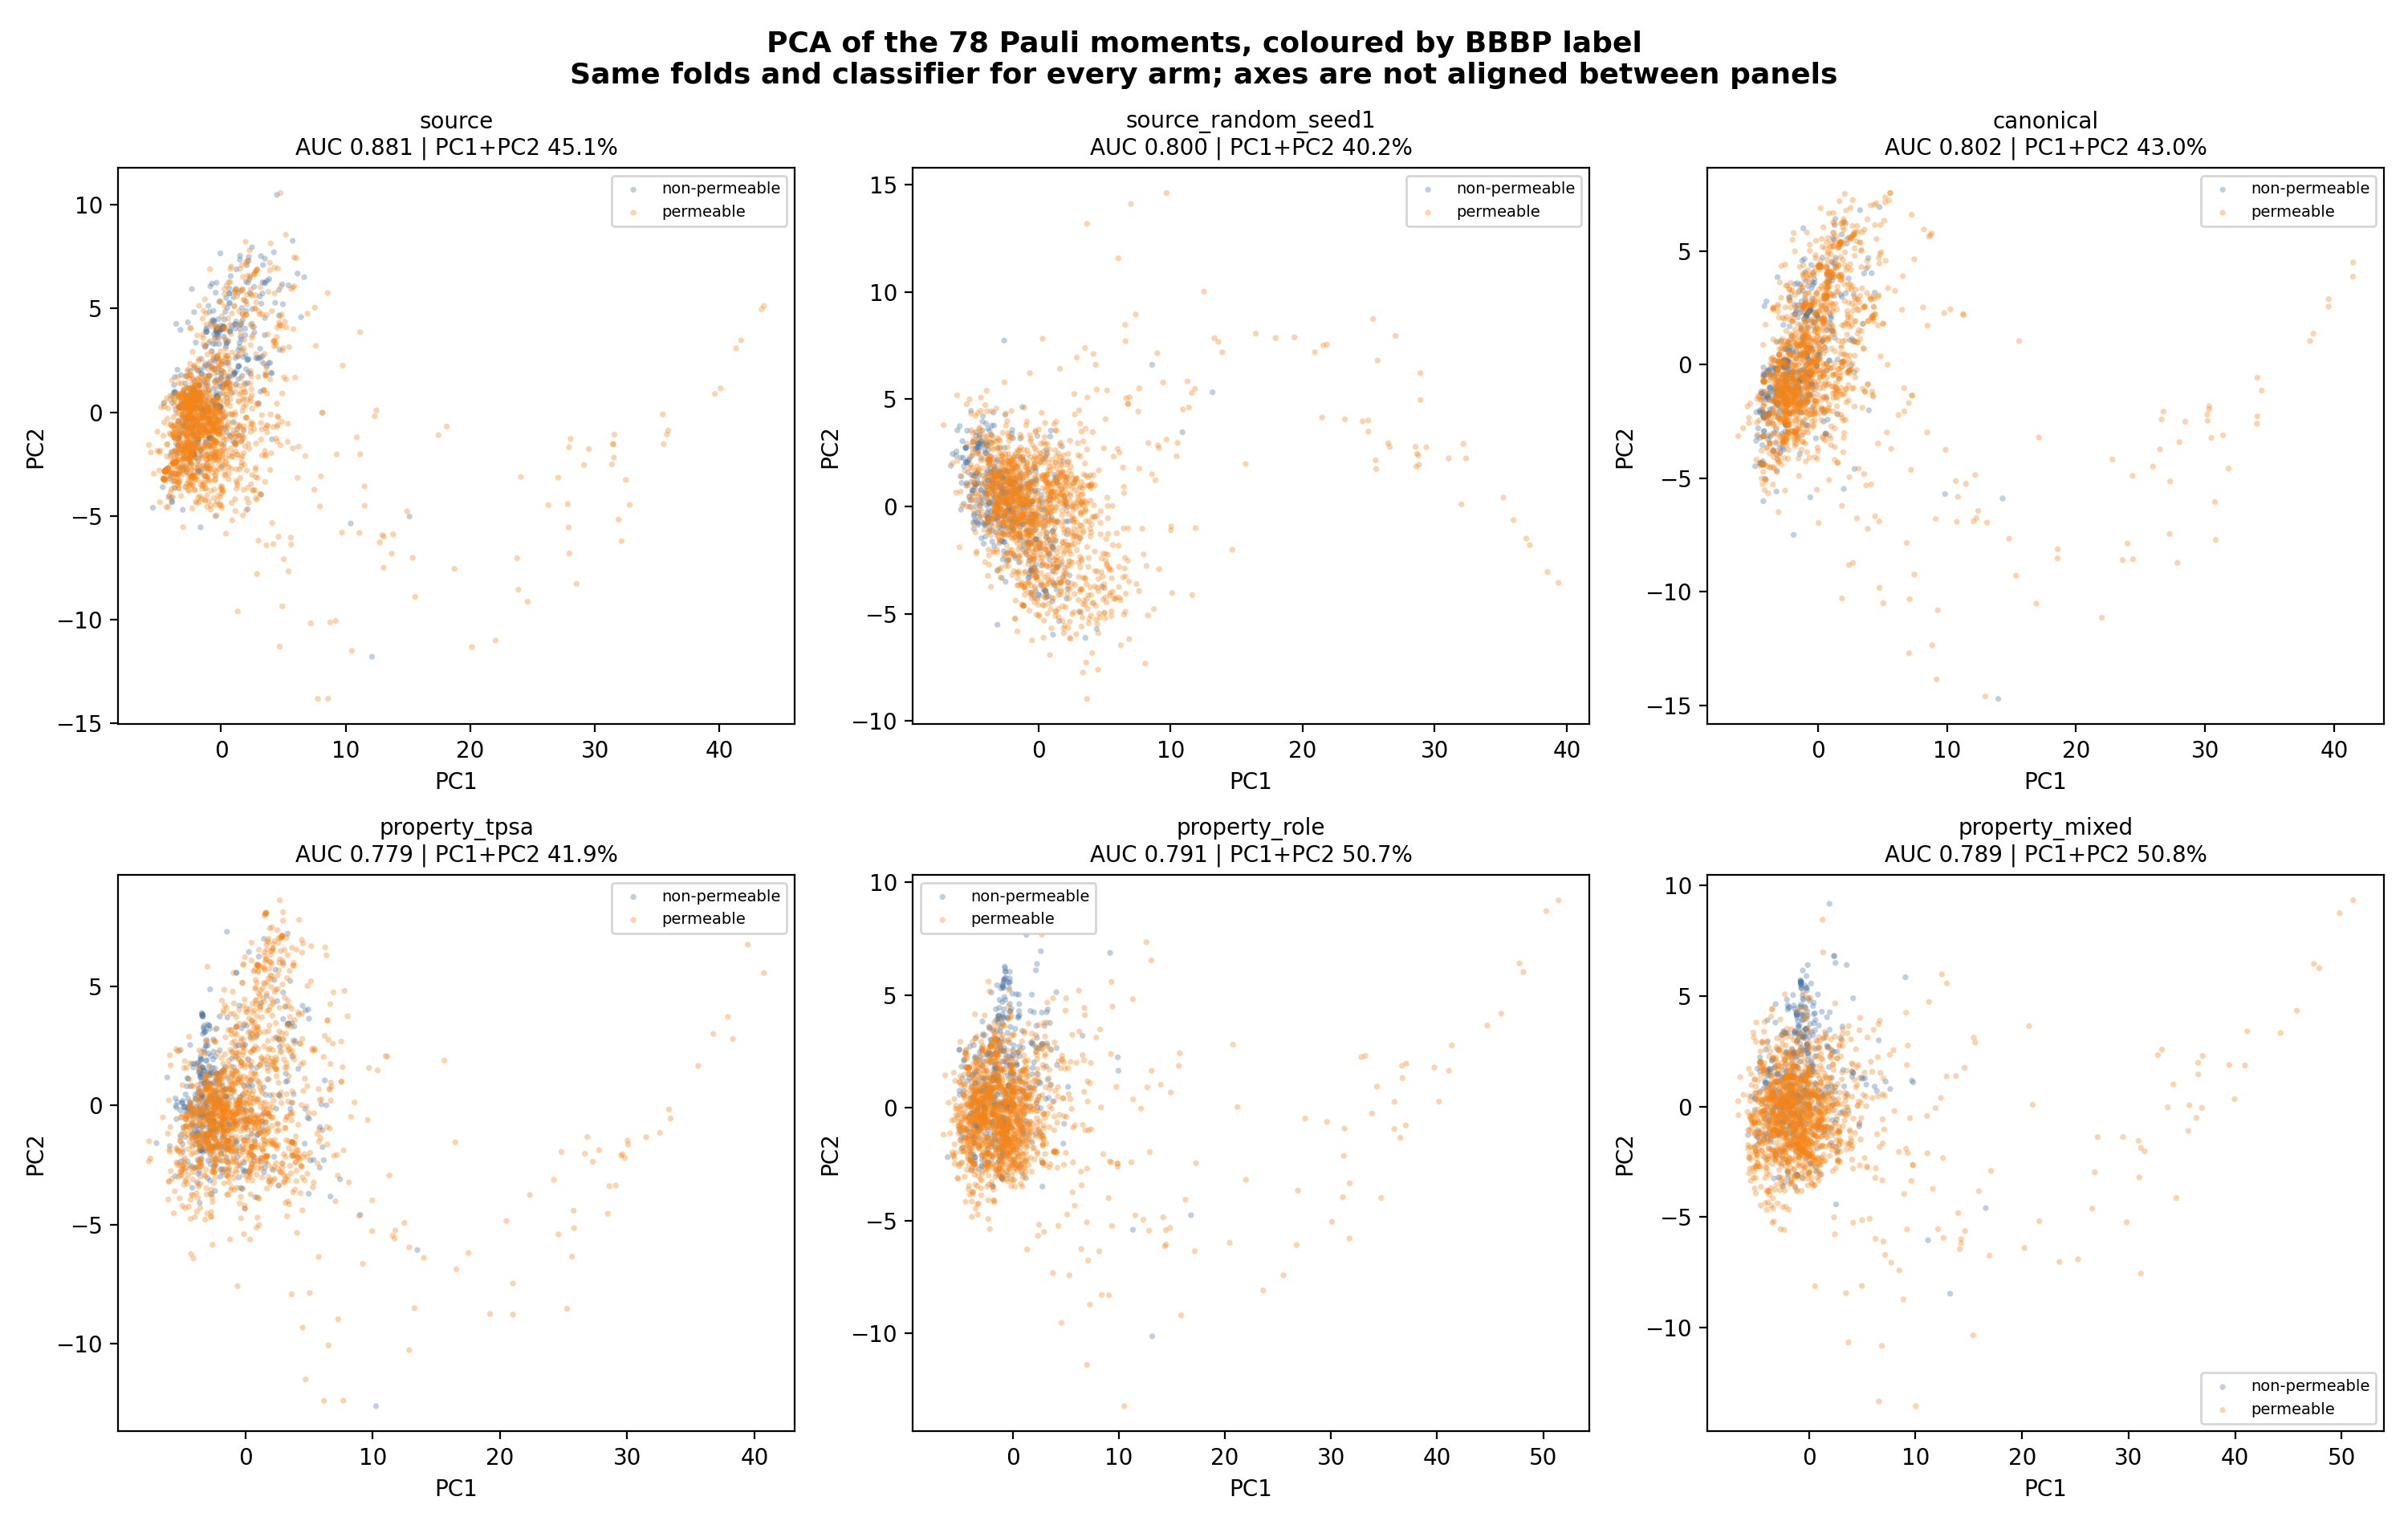 PCA of the 78 Pauli moments, coloured by BBBP label
Same folds and classifier for every arm; axes are not aligned between panels
source
AUC 0.881 | PC1+PC2 45.1%
non-permeable
permeable
10
5
0
−5
−10
−15
PC2
0 10 20 30 40
PC1
source_random_seed1
AUC 0.800 | PC1+PC2 40.2%
non-permeable
permeable
15
10
5
0
−5
−10
PC2
0 10 20 30 40
PC1
canonical
AUC 0.802 | PC1+PC2 43.0%
non-permeable
permeable
5
0
−5
−10
−15
PC2
0 10 20 30 40
PC1
property_tpsa
AUC 0.779 | PC1+PC2 41.9%
non-permeable
permeable
5
0
−5
−10
PC2
0 10 20 30 40
PC1
property_role
AUC 0.791 | PC1+PC2 50.7%
non-permeable
permeable
10
5
0
−5
−10
PC2
0 10 20 30 40 50
PC1
property_mixed
AUC 0.789 | PC1+PC2 50.8%
10
5
0
−5
−10
PC2
non-permeable
permeable
0 10 20 30 40 50
PC1